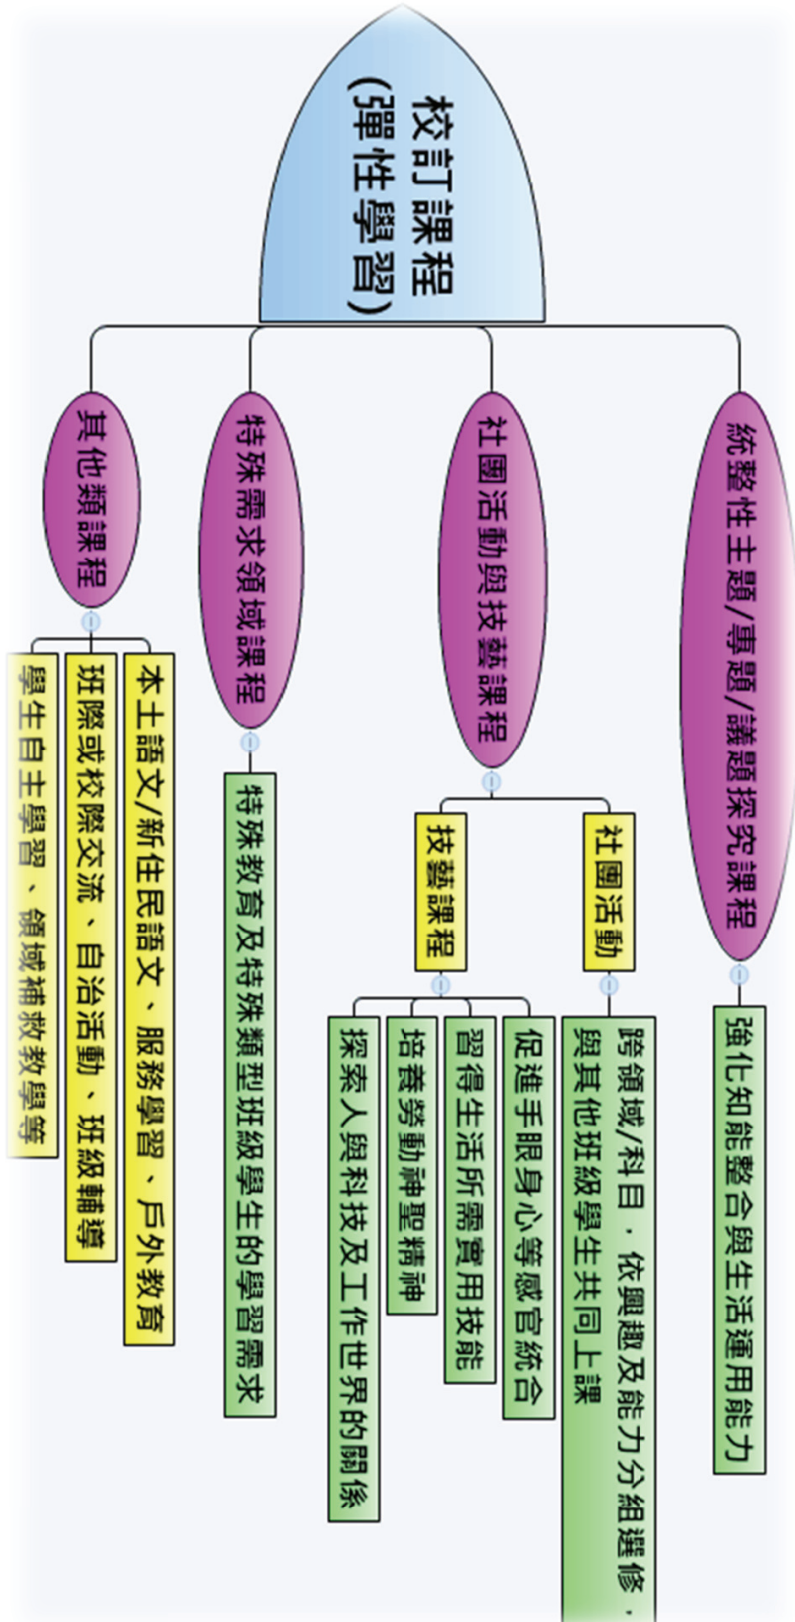 校訂課程
(彈性學習)
統整性主題/專題/議題探究課程
強化知能整合與生活運用能力
社團活動與技藝課程
社團活動
跨領域/科目，依興趣及能力分組選修，
與其他班級學生共同上課
技藝課程
促進手眼身心等感官統合
習得生活所需實用技能
培養勞動神聖精神
探索人與科技及工作世界的關係
特殊需求領域課程
特殊教育及特殊類型班級學生的學習需求
其他類課程
本土語文/新住民語文、服務學習、戶外教育
班際或校際交流、自治活動、班級輔導
學生自主學習、領域補救教學等